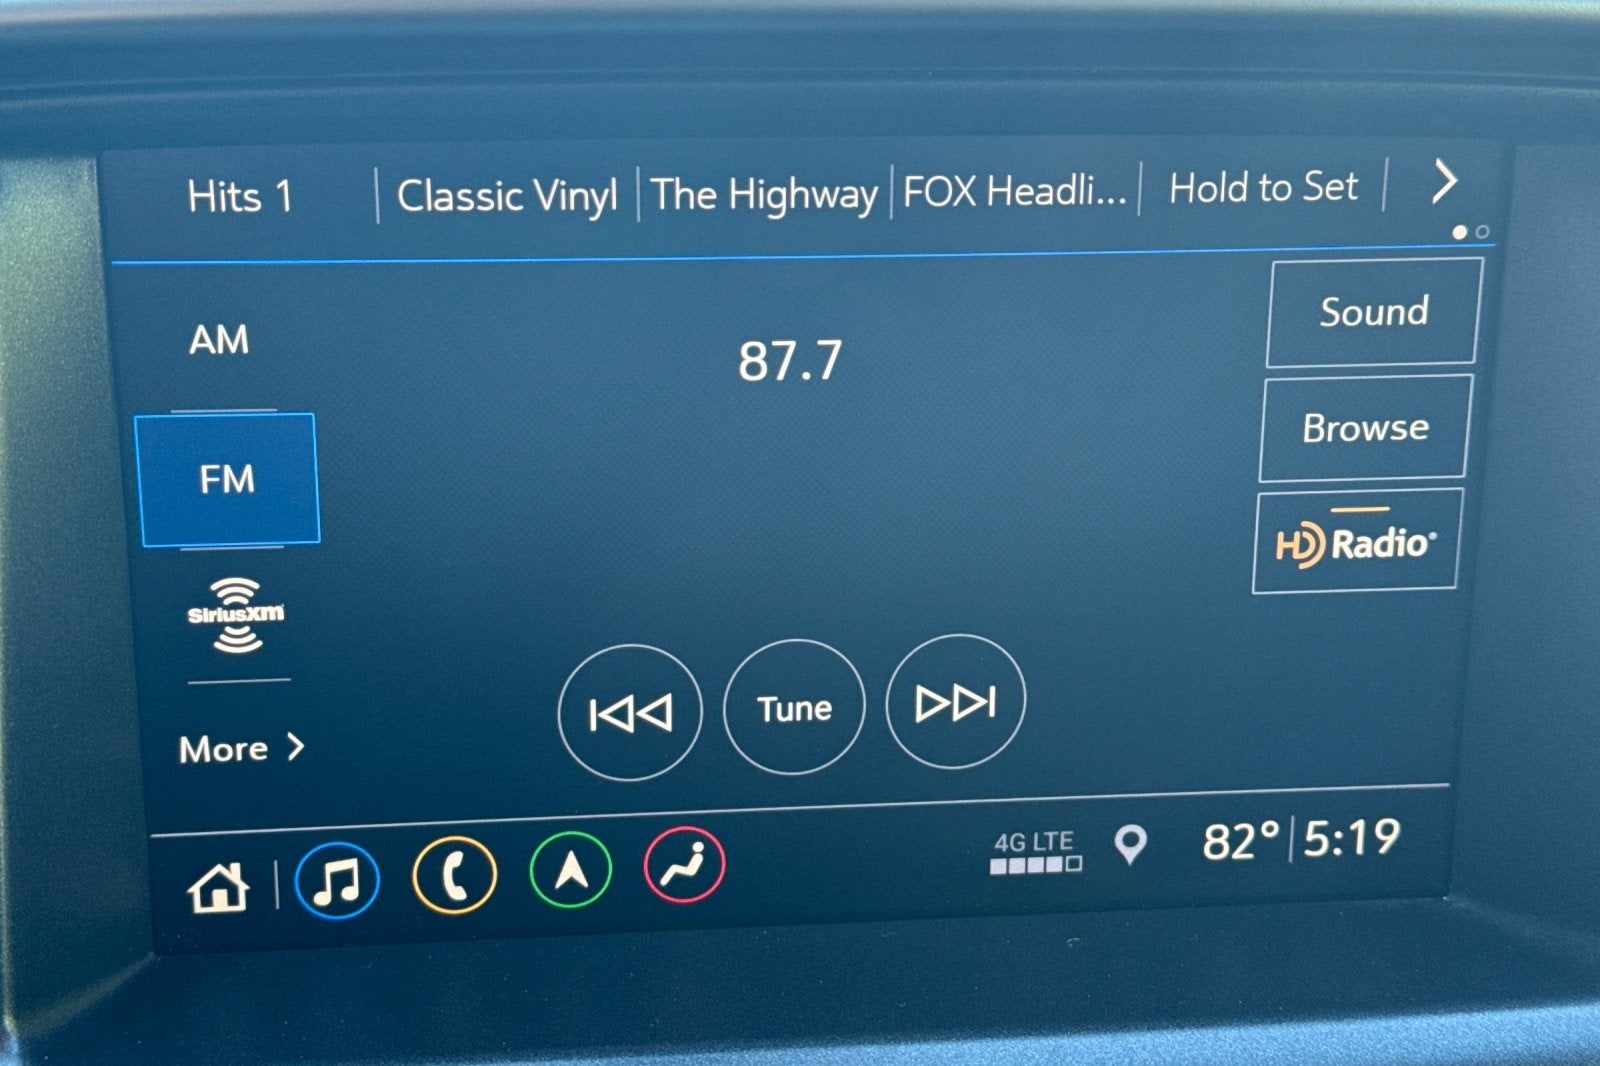 Hits 1
Classic Vinyl
The Highway
FOX Headli...
Hold to Set
AM
87.7
Sound
FM
Browse
HD Radio®
SiriusXM
More
Tune
4G LTE
82° 5:19